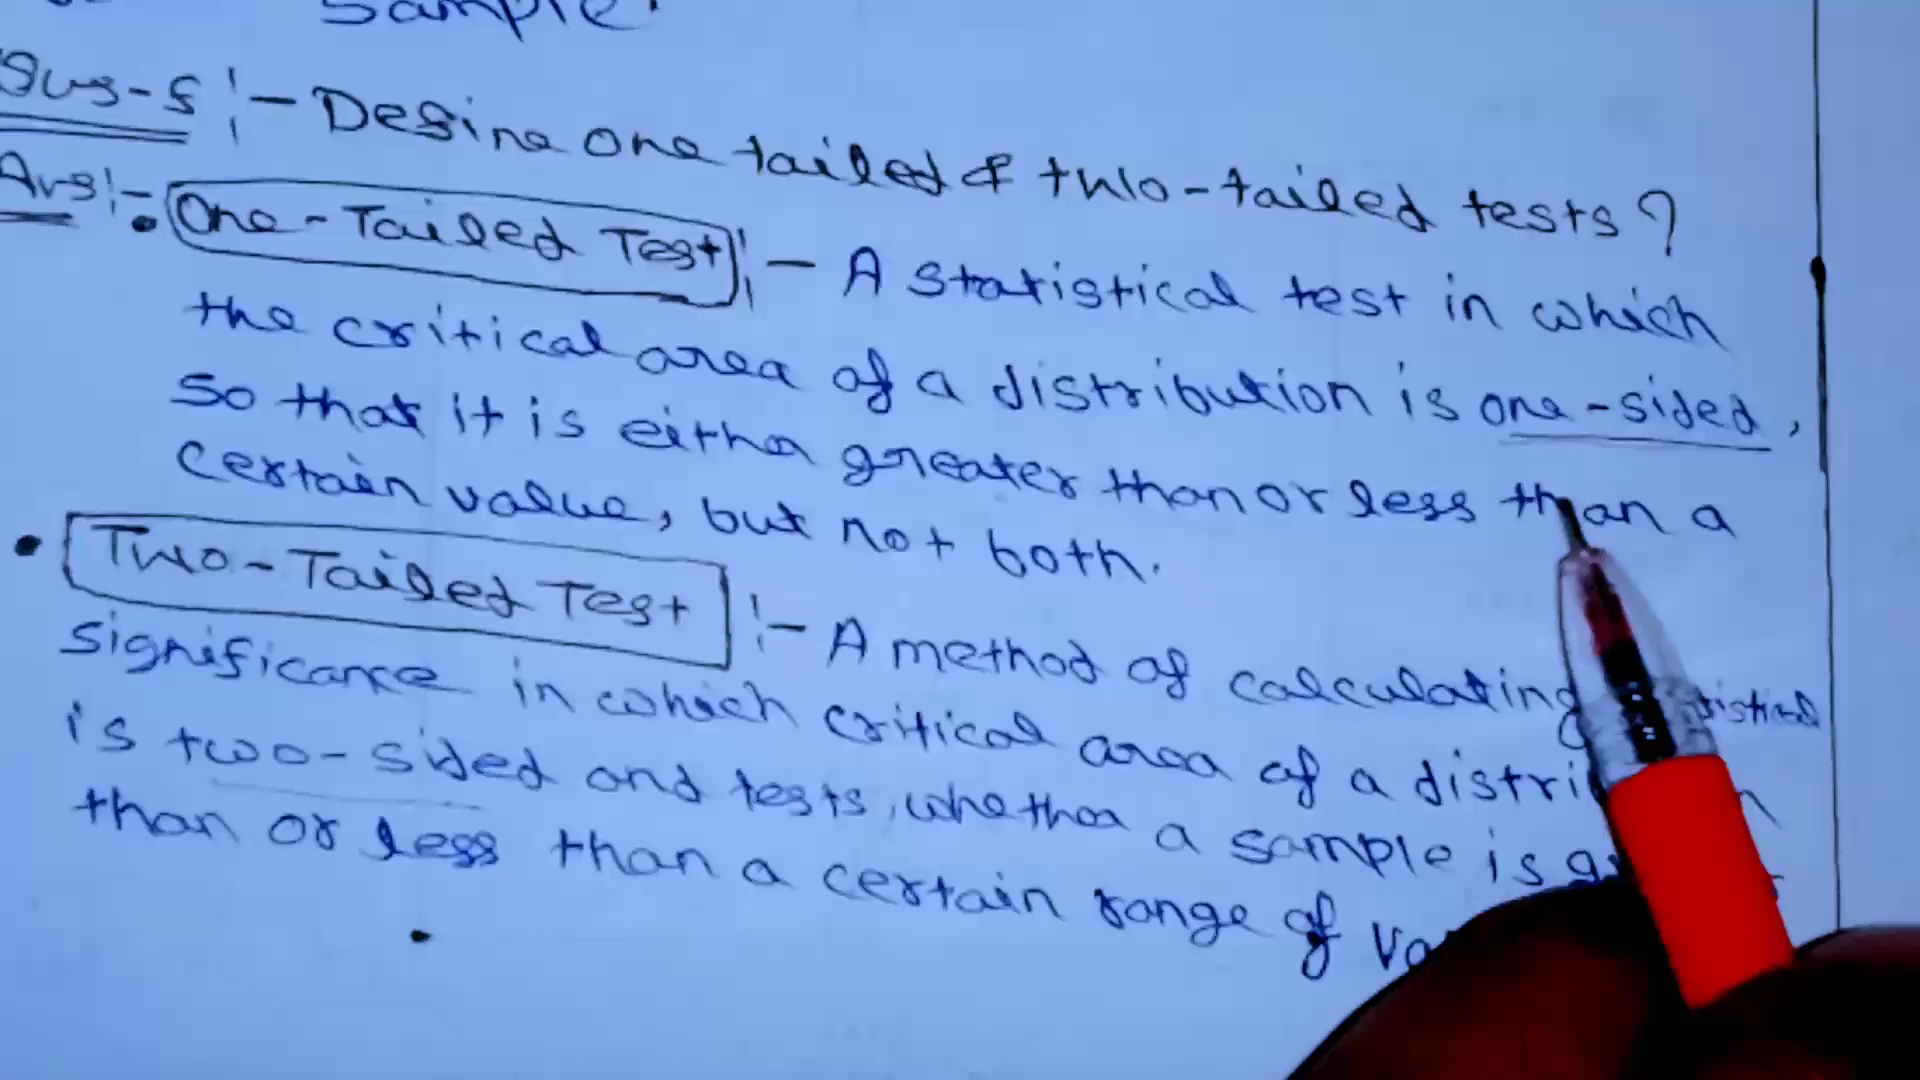 Sample.
Qus-5:- Define one tailed & two-tailed tests?
Ans:- • One-Tailed Test:- A statistical test in which
the critical area of a distribution is one-sided,
so that it is either greater than or less than a
certain value, but not both.
• Two-Tailed Test:- A method of calculating
significance in which critical area of a
is two-sided and tests, whether a sample is
than or less than a certain range of